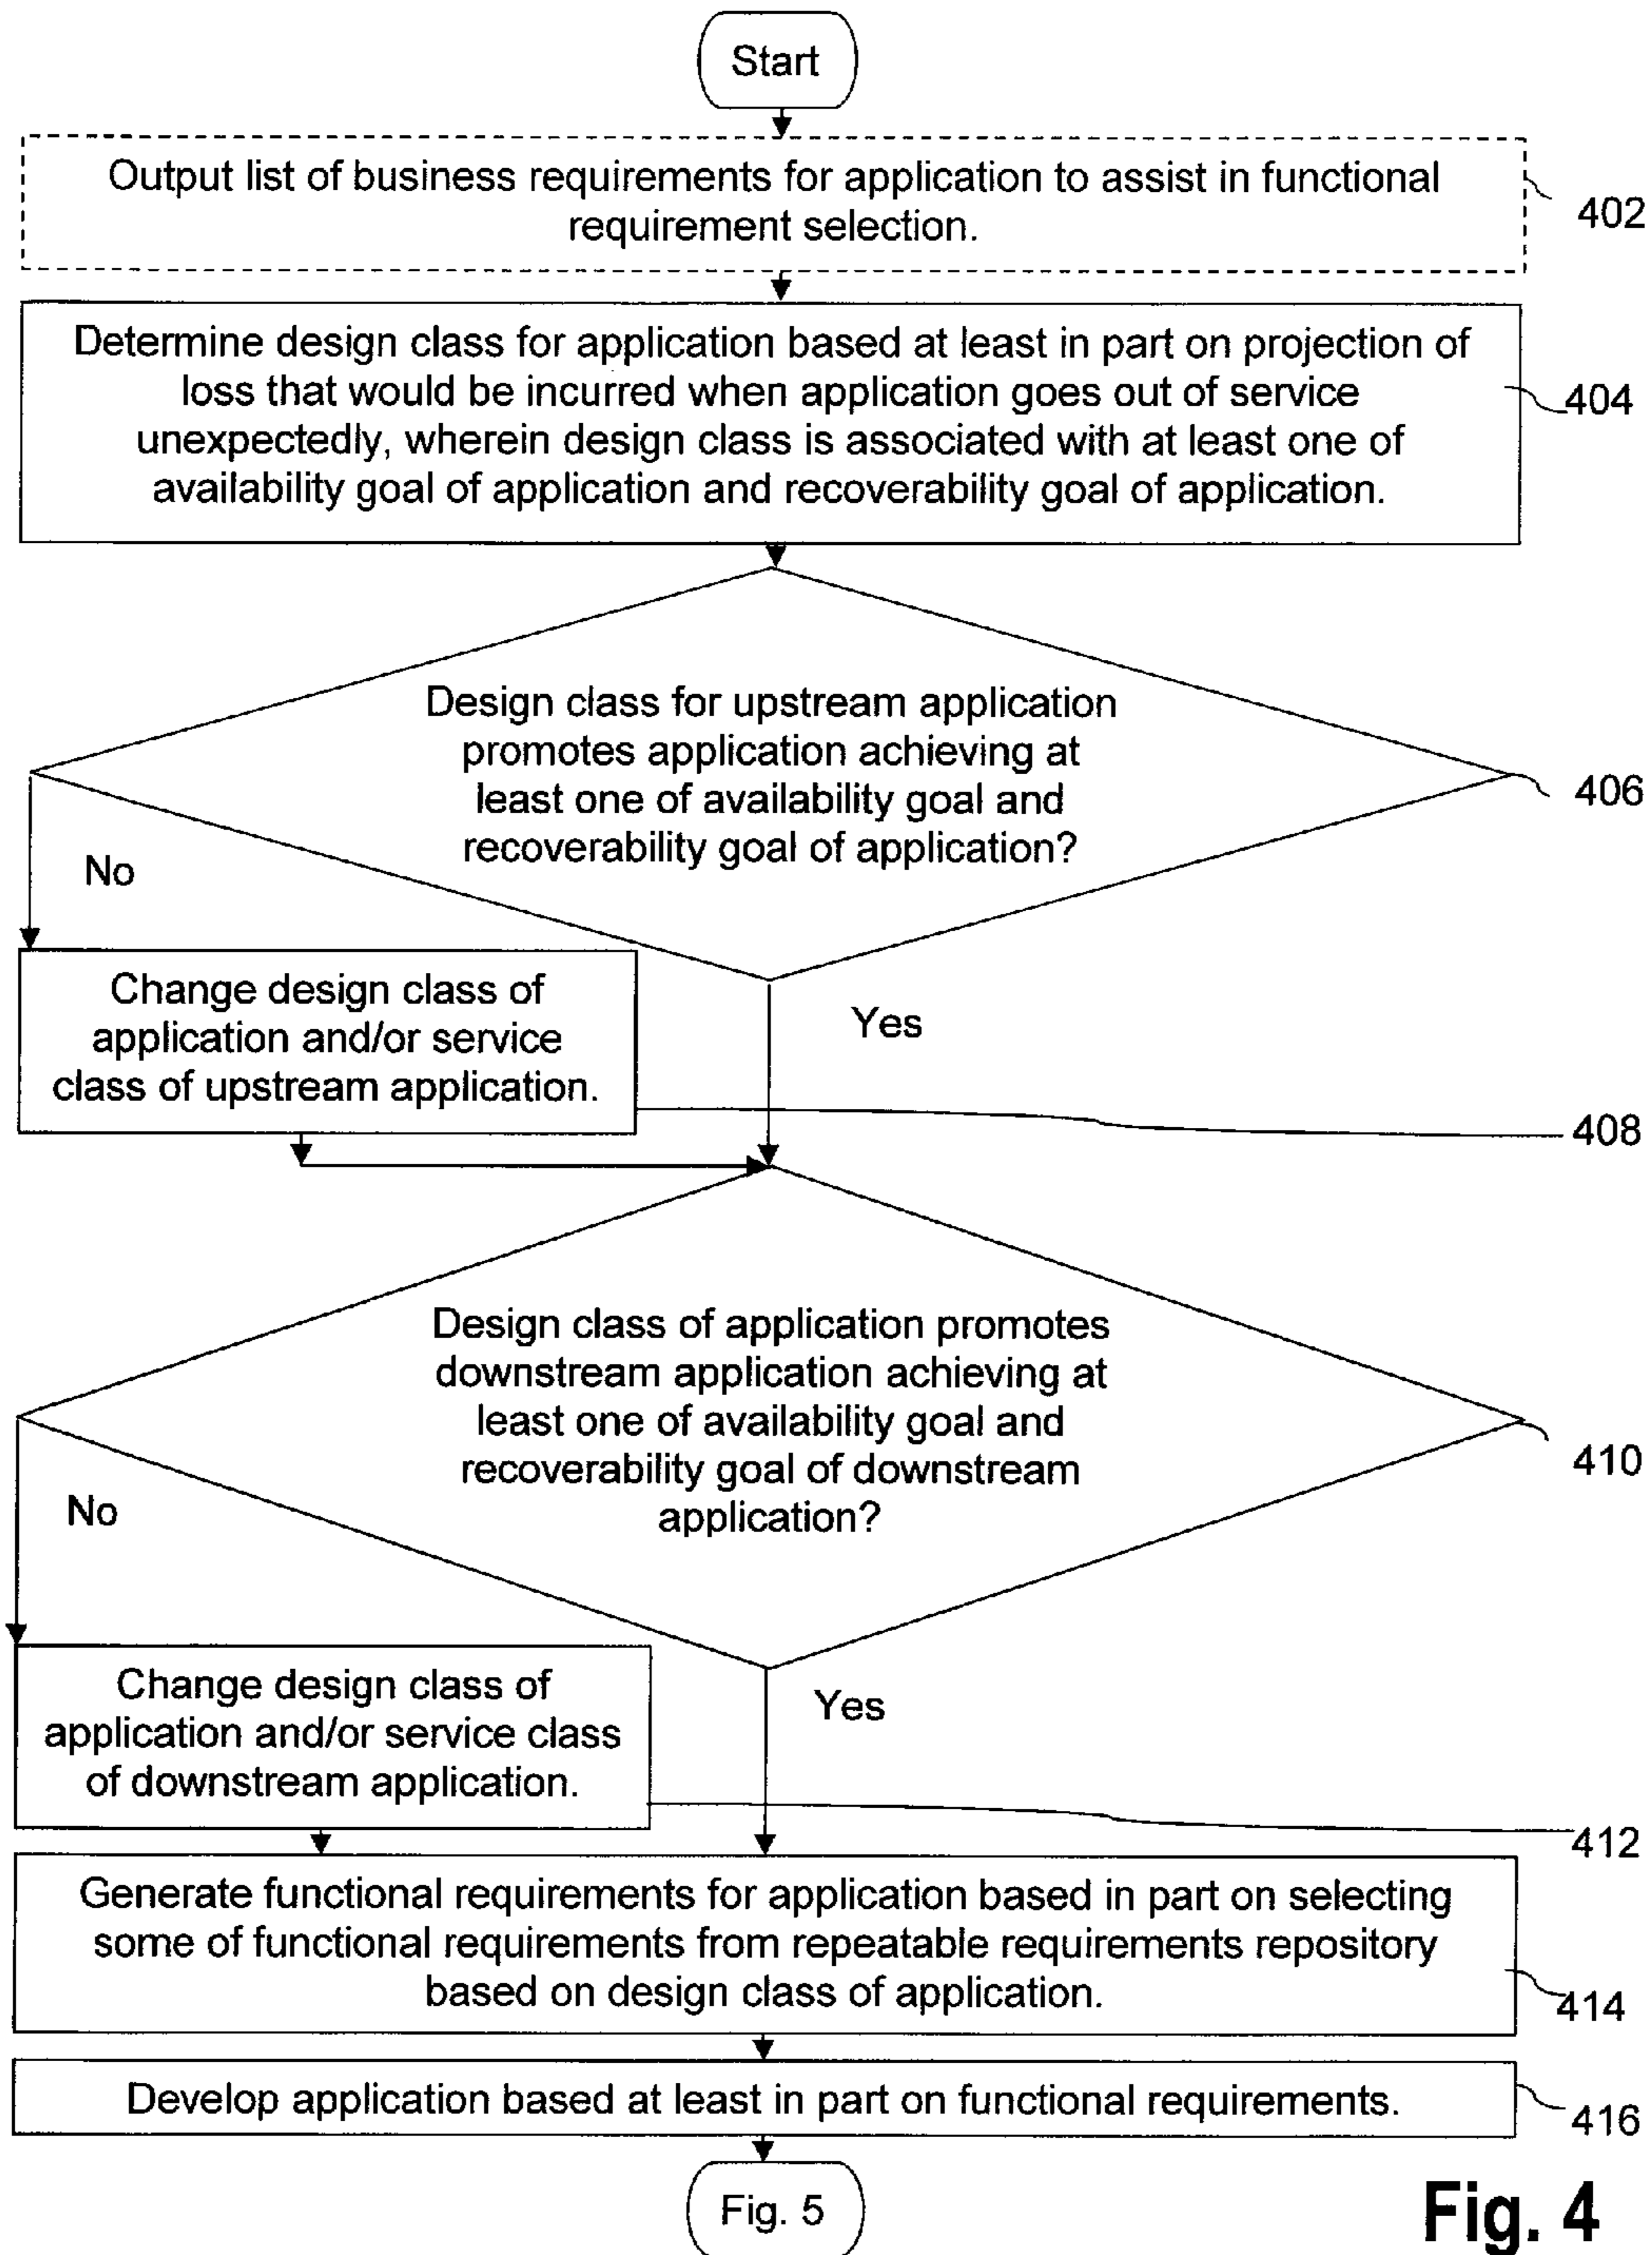 Start
Output list of business requirements for application to assist in functional
requirement selection.
402
Determine design class for application based at least in part on projection of
loss that would be incurred when application goes out of service
unexpectedly, wherein design class is associated with at least one of
availability goal of application and recoverability goal of application.
404
Design class for upstream application
promotes application achieving at
least one of availability goal and
recoverability goal of application?
406
No
Change design class of
application and/or service
class of upstream application.
Yes
408
Design class of application promotes
downstream application achieving at
least one of availability goal and
recoverability goal of downstream
application?
410
No
Change design class of
application and/or service class
of downstream application.
Yes
412
Generate functional requirements for application based in part on selecting
some of functional requirements from repeatable requirements repository
based on design class of application.
414
Develop application based at least in part on functional requirements.
416
Fig. 5
Fig. 4